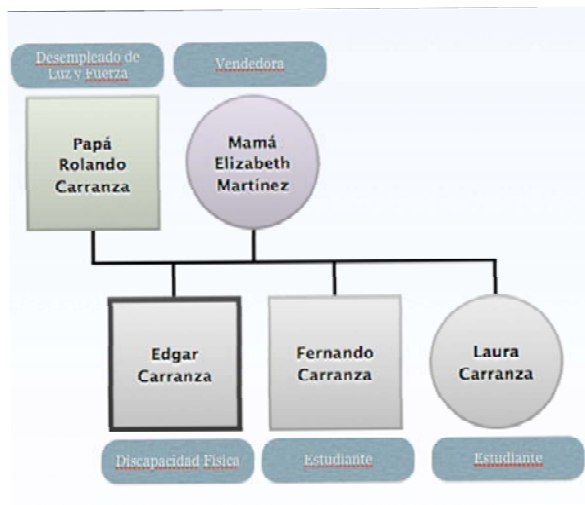 Desempleado de
Luz y Fuerza
Vendedora
Papá
Rolando
Carranza
Mamá
Elizabeth
Martínez
Edgar
Carranza
Fernando
Carranza
Laura
Carranza
Discapacidad Física
Estudiante
Estudiante